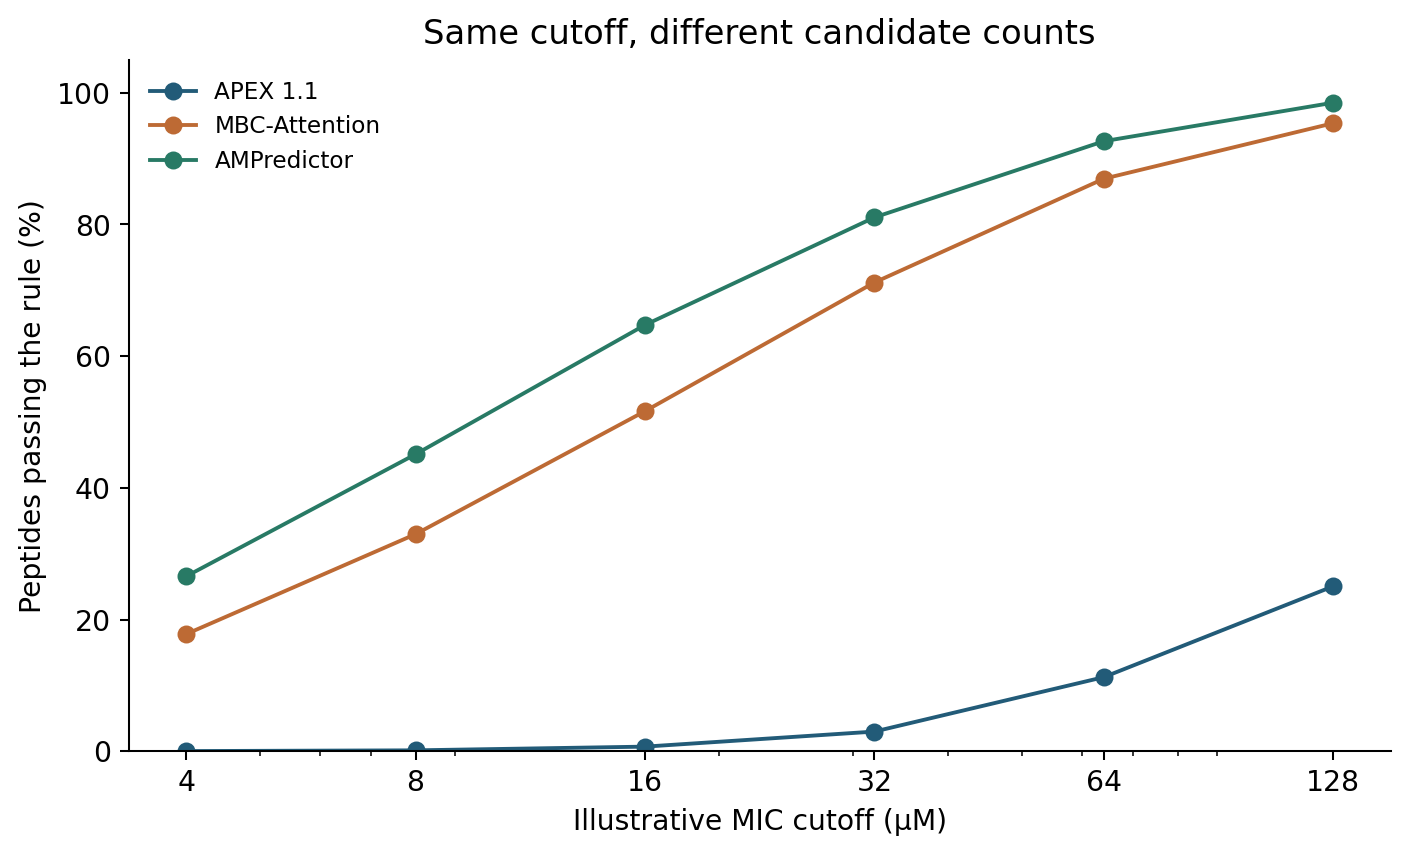 Same cutoff, different candidate counts
APEX 1.1
MBC-Attention
AMPredictor
Peptides passing the rule (%)
100
80
60
40
20
0
4 8 16 32 64 128
Illustrative MIC cutoff (μM)